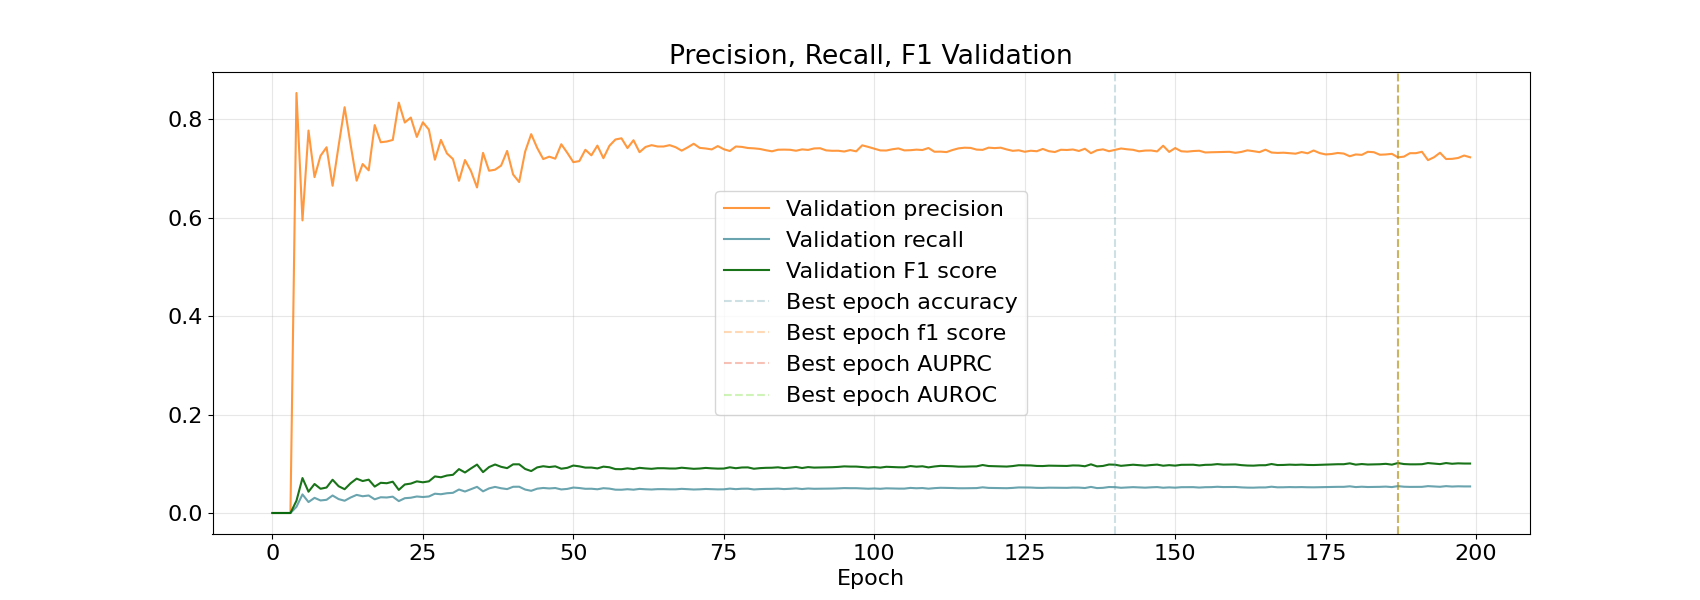 Precision, Recall, F1 Validation
0.8
0.6
0.4
0.2
0.0
Validation precision
Validation recall
Validation F1 score
Best epoch accuracy
Best epoch f1 score
Best epoch AUPRC
Best epoch AUROC
0 25 50 75 100 125 150 175 200
Epoch